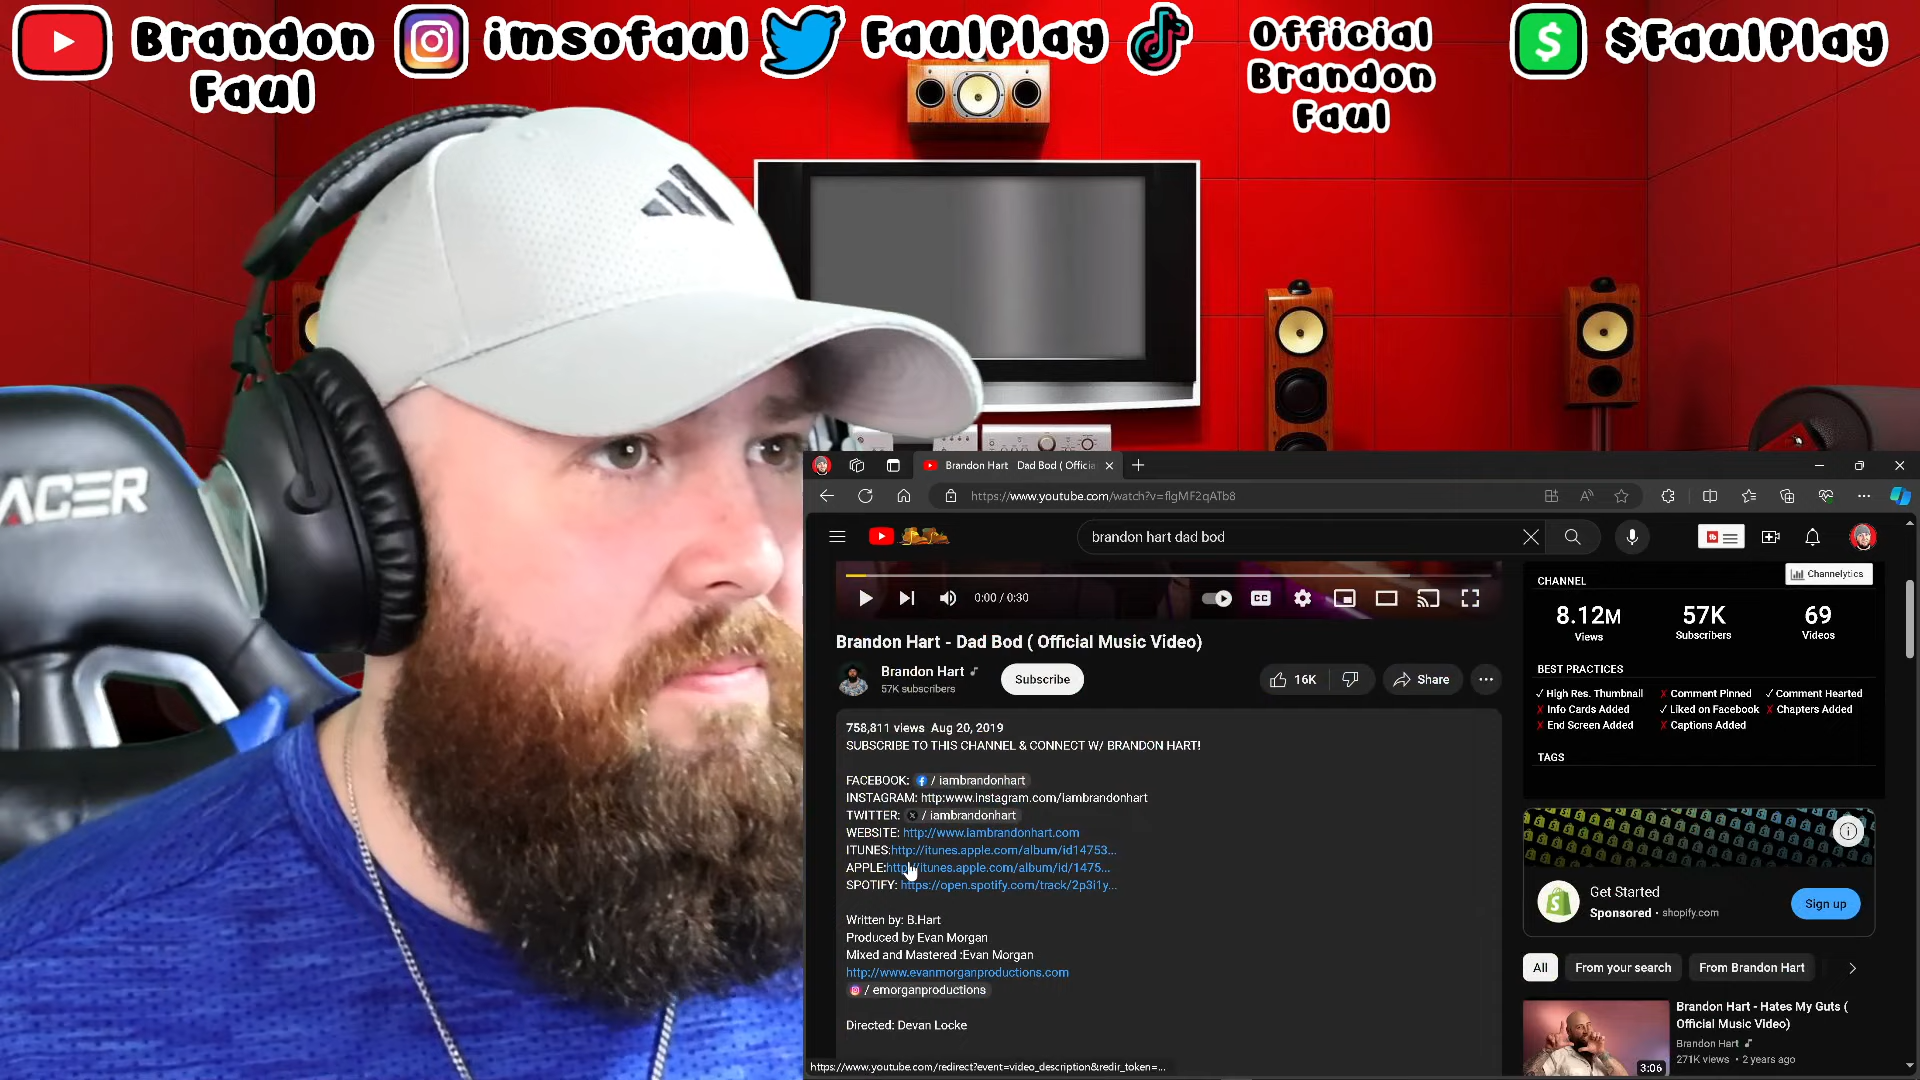 Brandon
Faul
imsofaul
FaulPlay
Official
Brandon
Faul
$FaulPlay
ACER
Brandon Hart Dad Bod ( Officia
https://www.youtube.com/watch?v=flgMF2qATb8
brandon hart dad bod
0:00 / 0:30
CC
Brandon Hart - Dad Bod ( Official Music Video)
Brandon Hart
57K subscribers
Subscribe
16K
Share
758,811 views Aug 20, 2019
SUBSCRIBE TO THIS CHANNEL & CONNECT W/ BRANDON HART!
FACEBOOK: / iambrandonhart
INSTAGRAM: http:www.instagram.com/Iambrandonhart
TWITTER: / iambrandonhart
WEBSITE: http://www.iambrandonhart.com
ITUNES:http://itunes.apple.com/album/id14753...
APPLE:http://itunes.apple.com/album/id/1475...
SPOTIFY: https://open.spotify.com/track/2p3i1y...
Written by: B.Hart
Produced by Evan Morgan
Mixed and Mastered :Evan Morgan
http://www.evanmorganproductions.com
/ emorganproductions
Directed: Devan Locke
https://www.youtube.com/redirect?event=video_description&redir_token=...
Channelytics
CHANNEL
8.12M 57K 69
Views Subscribers Videos
BEST PRACTICES
✓ High Res. Thumbnail ✗ Comment Pinned ✓ Comment Hearted
✗ Info Cards Added ✓ Liked on Facebook ✗ Chapters Added
✗ End Screen Added ✗ Captions Added
TAGS
Get Started
Sponsored • shopify.com
Sign up
All From your search From Brandon Hart
Brandon Hart - Hates My Guts (
Official Music Video)
Brandon Hart
271K views • 2 years ago
3:06